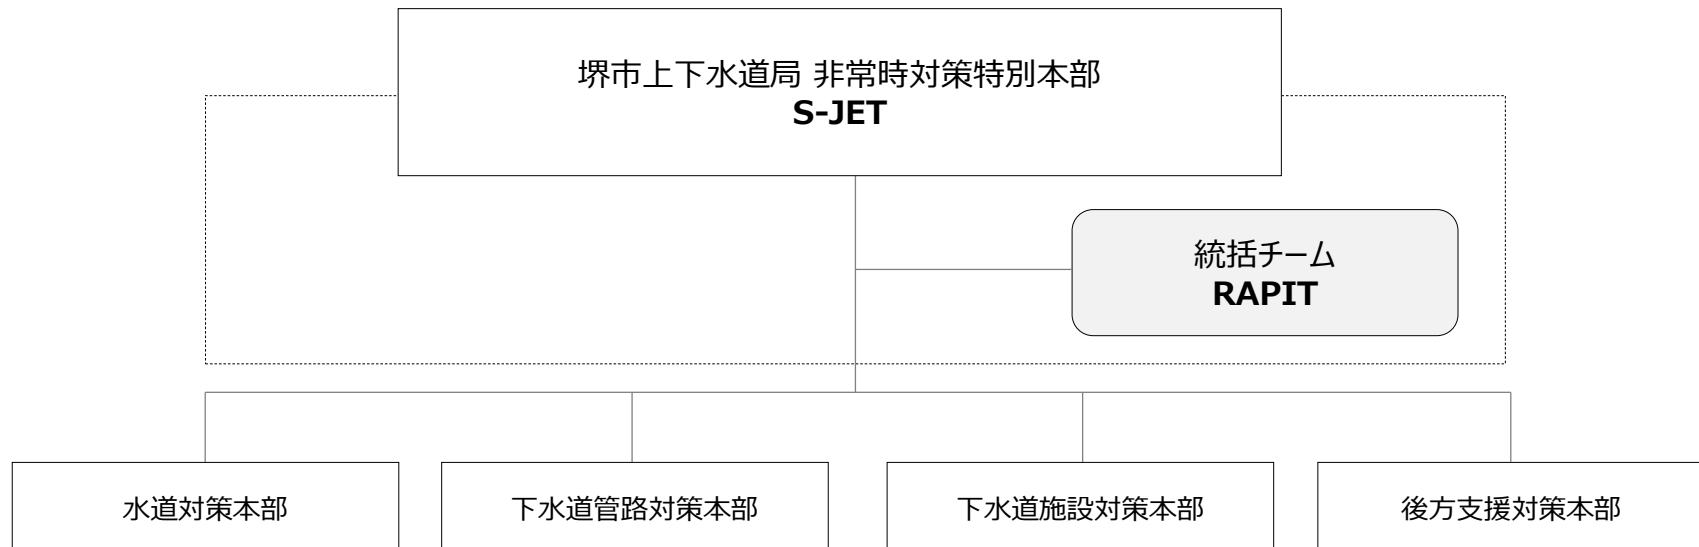 堺市上下水道局 非常時対策特別本部
S-JET
統括チーム
RAPIT
水道対策本部
下水道管路対策本部
下水道施設対策本部
後方支援対策本部